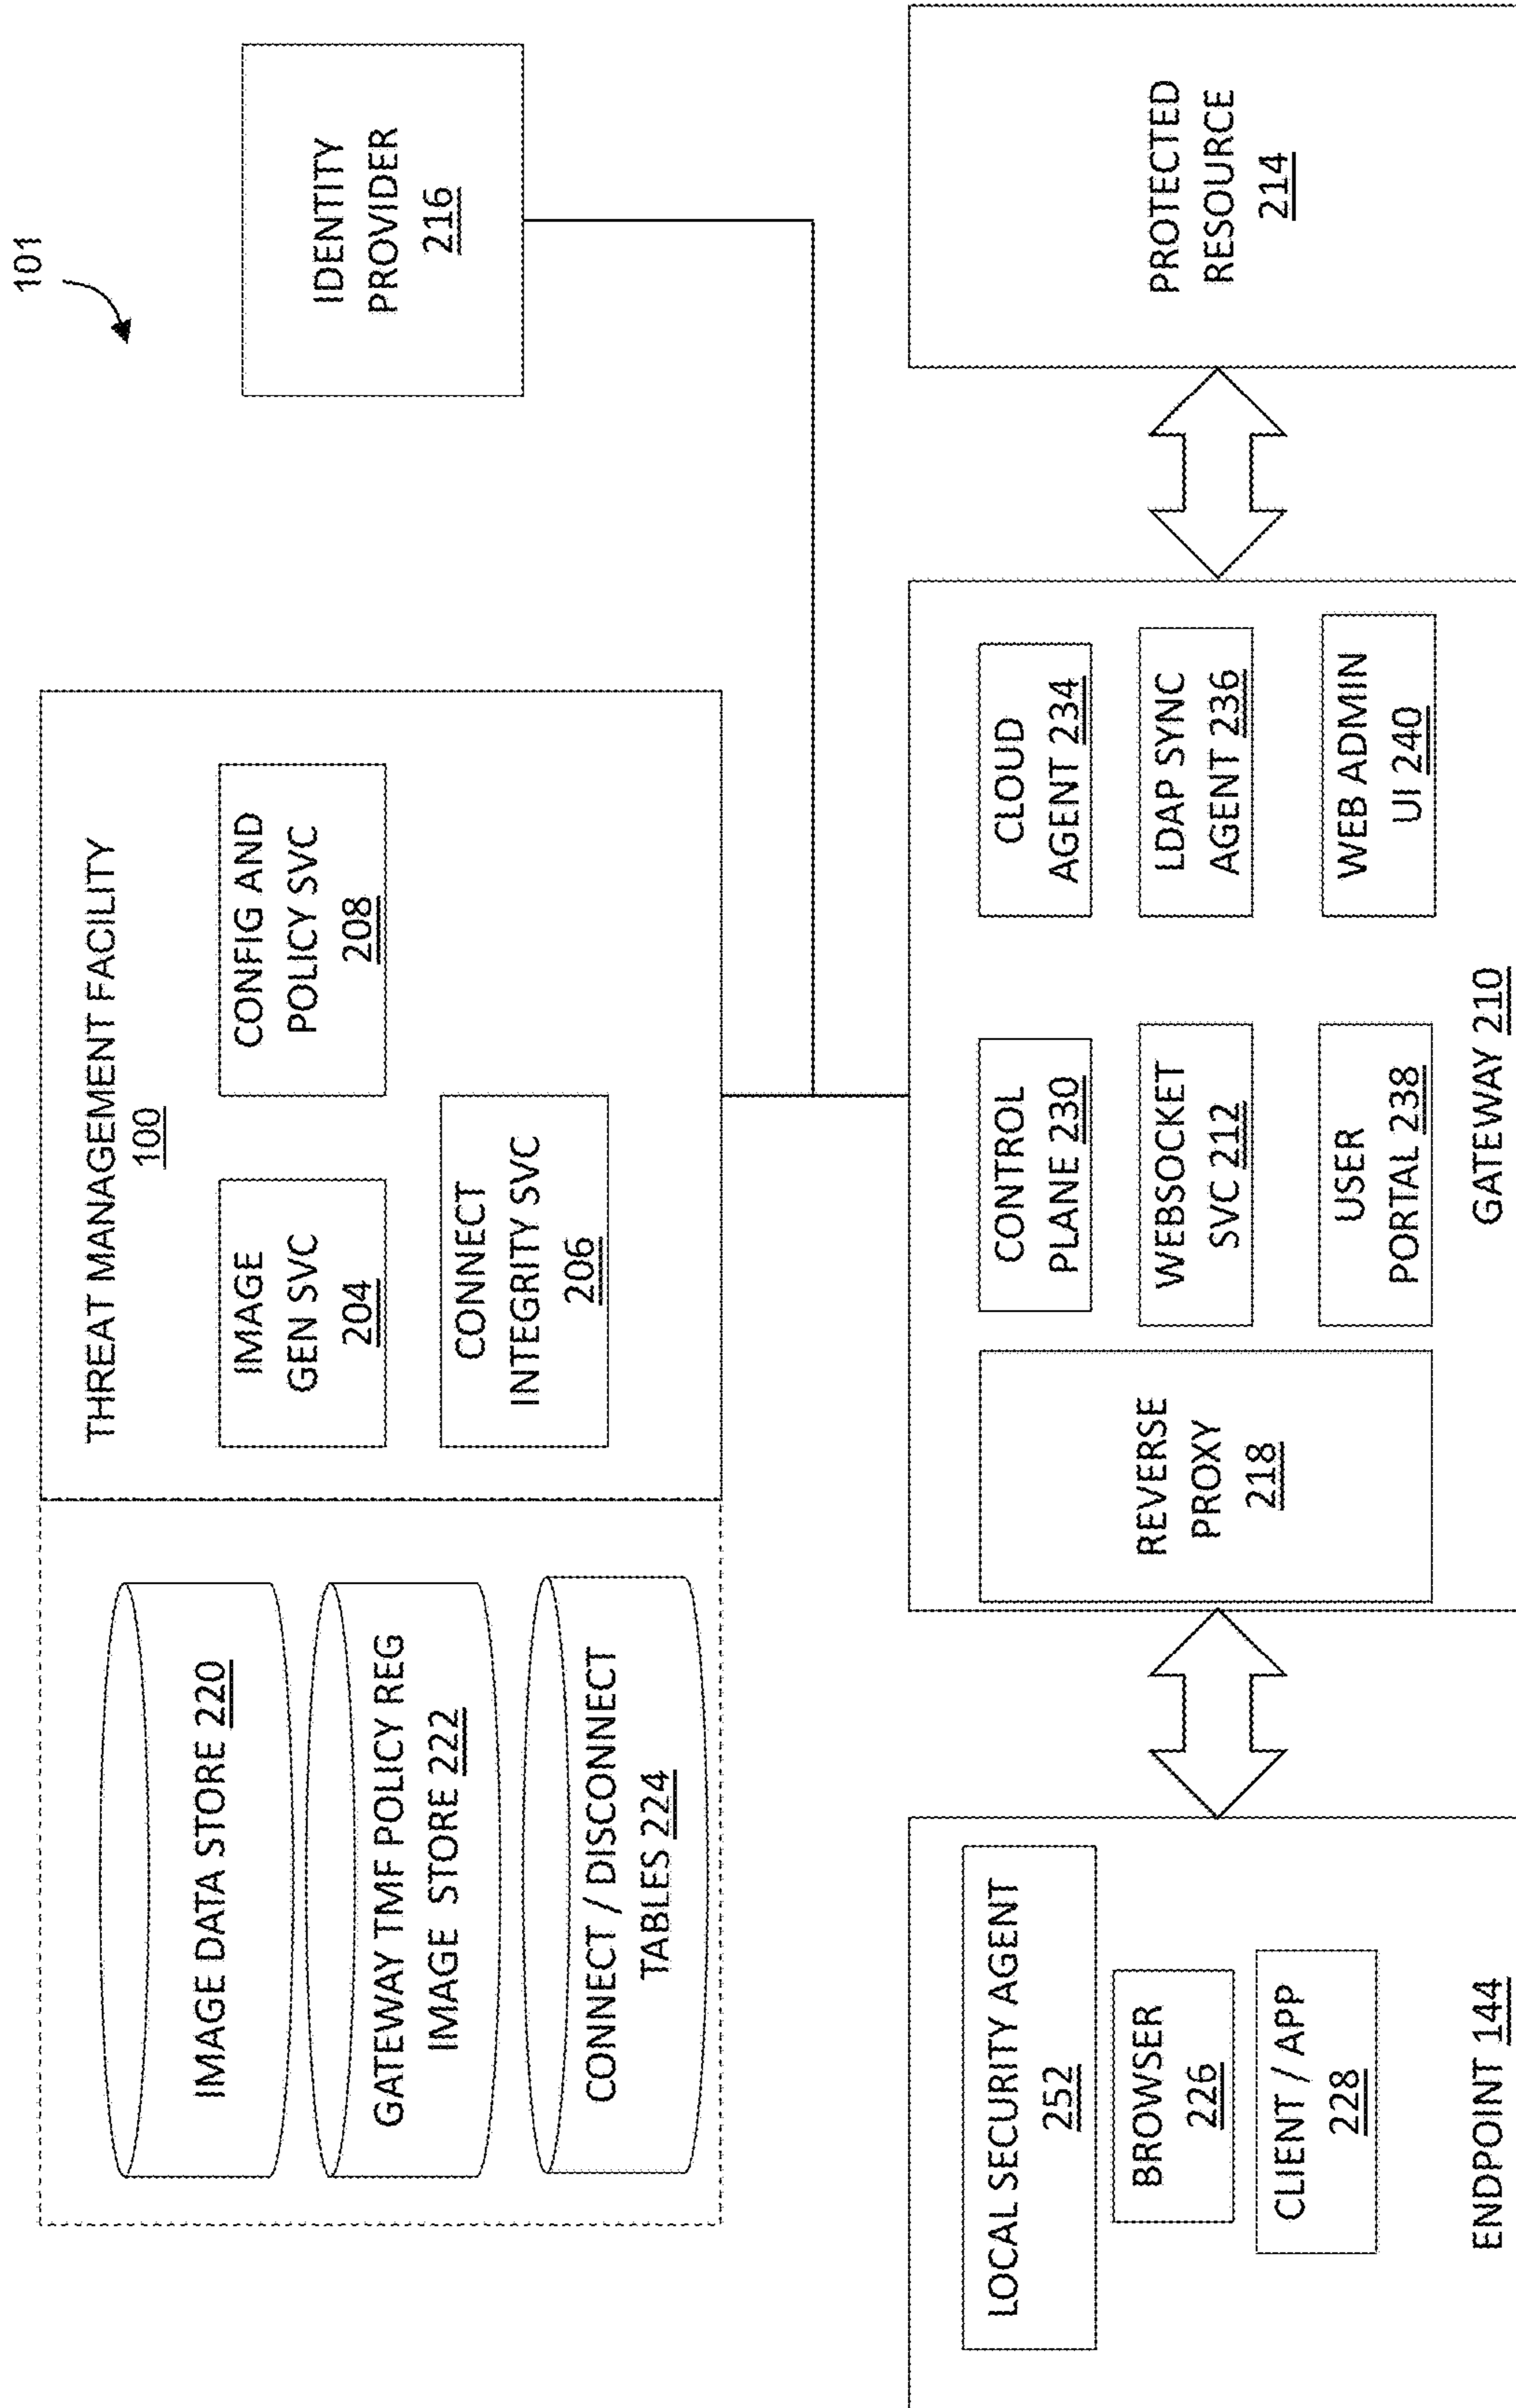 101
IMAGE DATA STORE 220
GATEWAY TMF POLICY REG
IMAGE STORE 222
CONNECT / DISCONNECT
TABLES 224
THREAT MANAGEMENT FACILITY
100
IMAGE
GEN SVC
204
CONFIG AND
POLICY SVC
208
CONNECT
INTEGRITY SVC
206
IDENTITY
PROVIDER
216
LOCAL SECURITY AGENT
252
BROWSER
226
CLIENT / APP
228
ENDPOINT 144
REVERSE
PROXY
218
CONTROL
PLANE 230
CLOUD
AGENT 234
WEBSOCKET
SVC 212
LDAP SYNC
AGENT 236
USER
PORTAL 238
WEB ADMIN
UI 240
GATEWAY 210
PROTECTED
RESOURCE
214